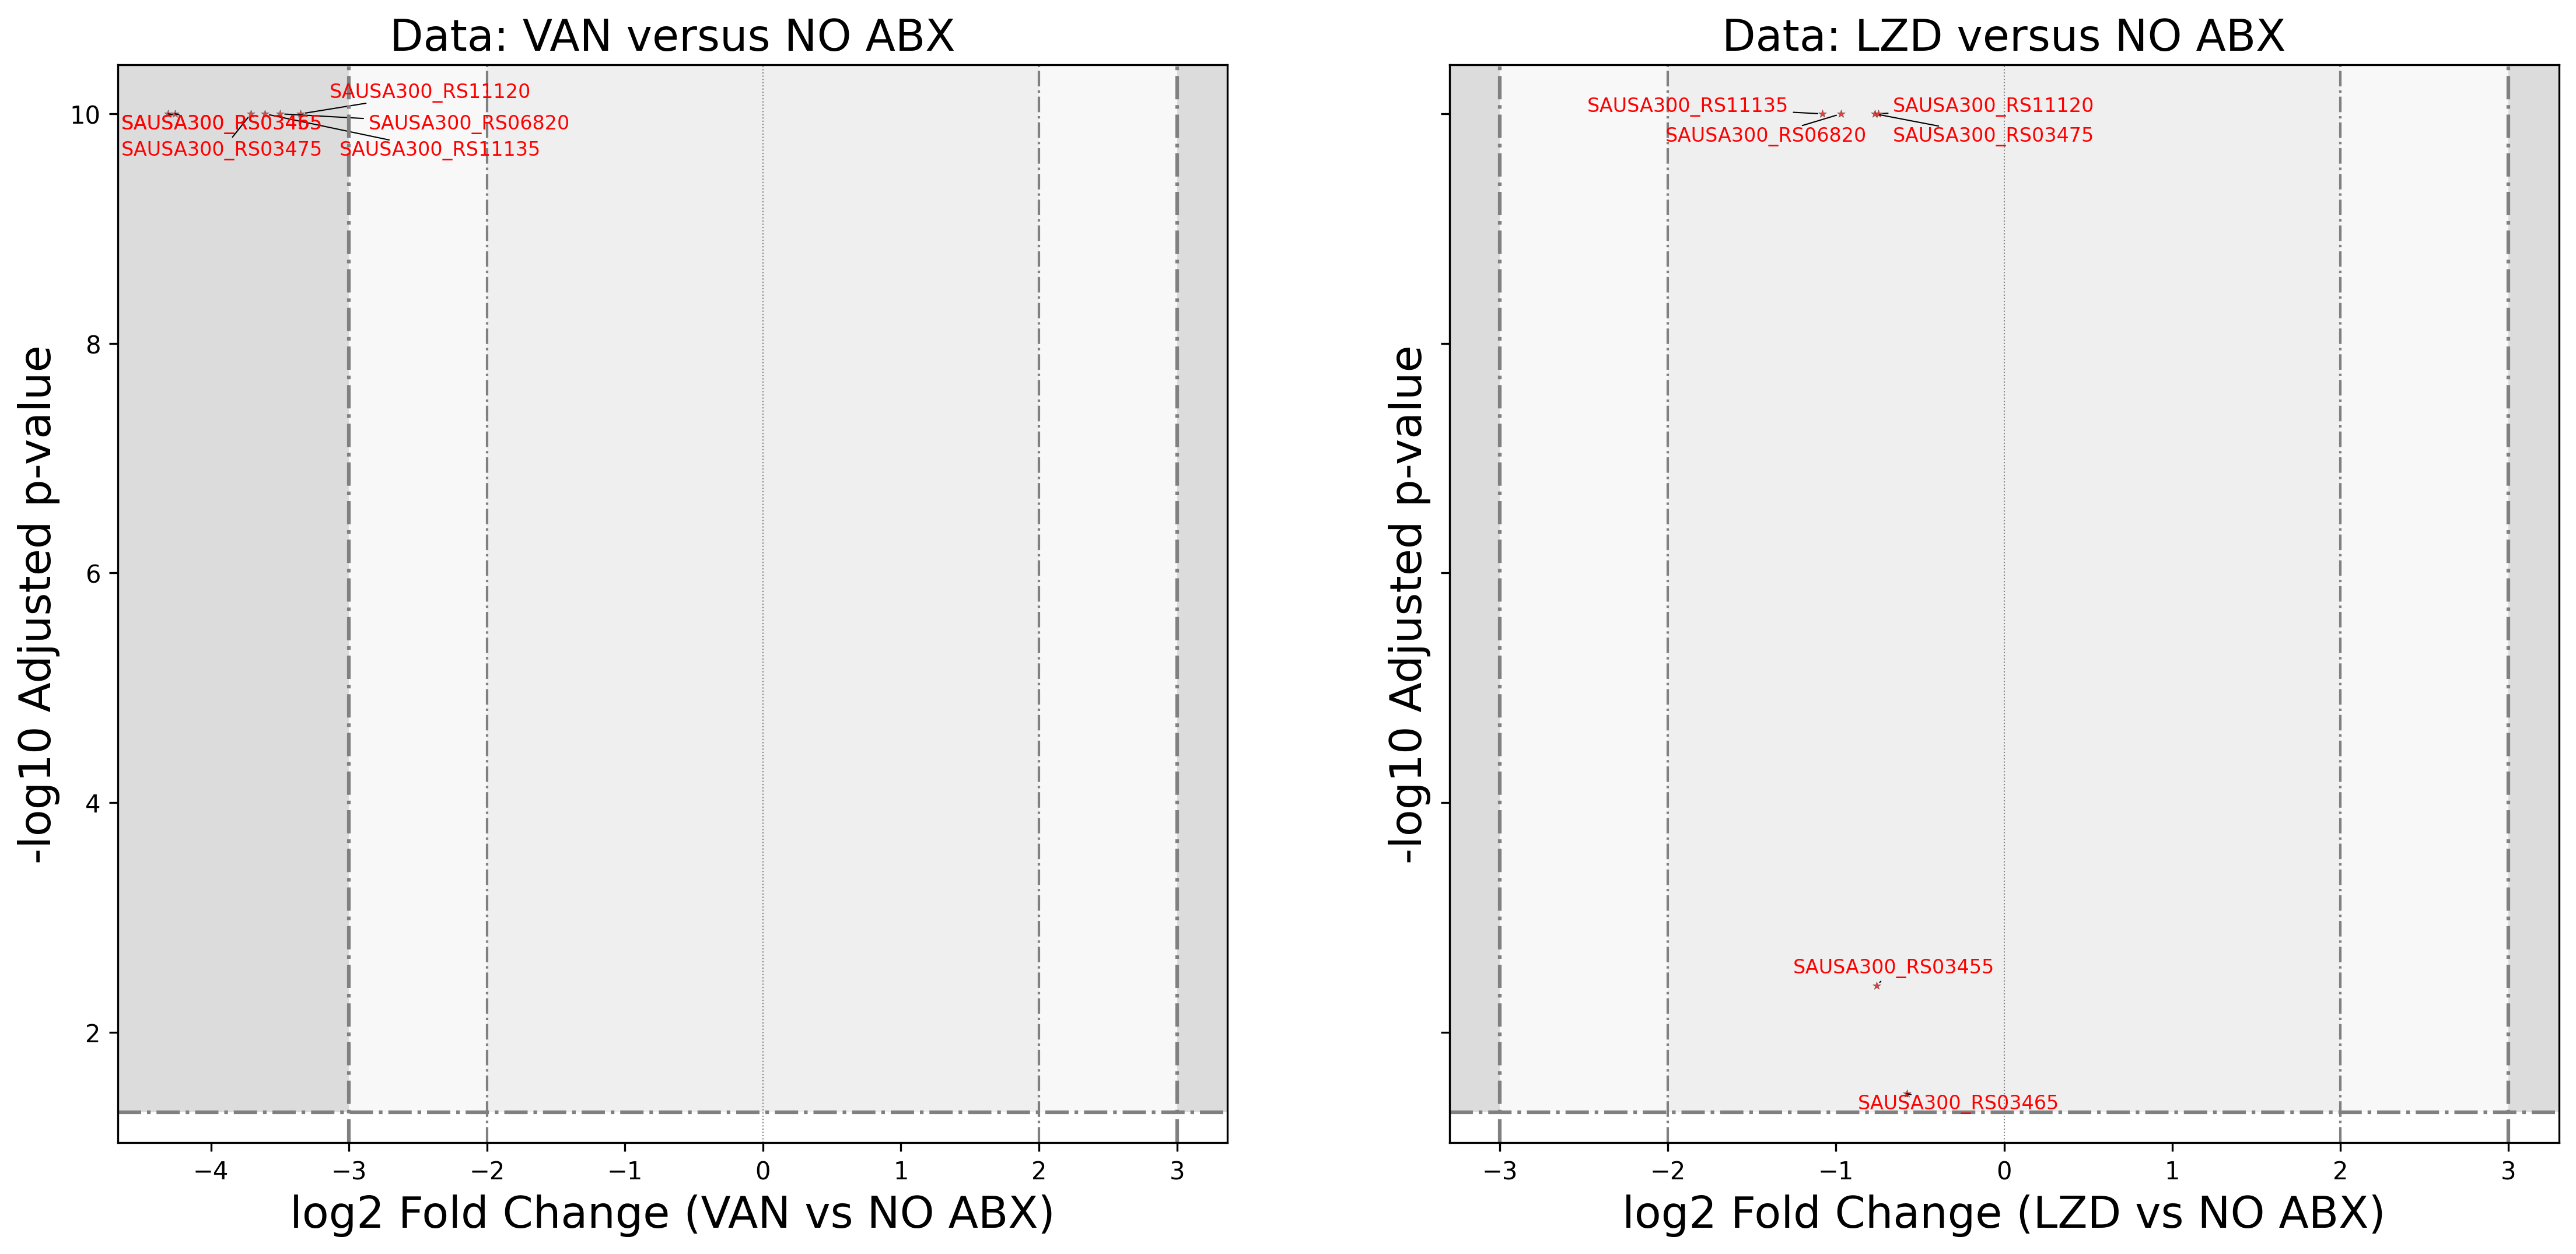 Data: VAN versus NO ABX
SAUSA300_RS11120
SAUSA300_RS03465
SAUSA300_RS06820
SAUSA300_RS03475
SAUSA300_RS11135
10
8
6
4
2
-log10 Adjusted p-value
−4
−3
−2
−1
0
1
2
3
log2 Fold Change (VAN vs NO ABX)
Data: LZD versus NO ABX
SAUSA300_RS11135
SAUSA300_RS11120
SAUSA300_RS06820
SAUSA300_RS03475
SAUSA300_RS03455
SAUSA300_RS03465
-log10 Adjusted p-value
−3
−2
−1
0
1
2
3
log2 Fold Change (LZD vs NO ABX)